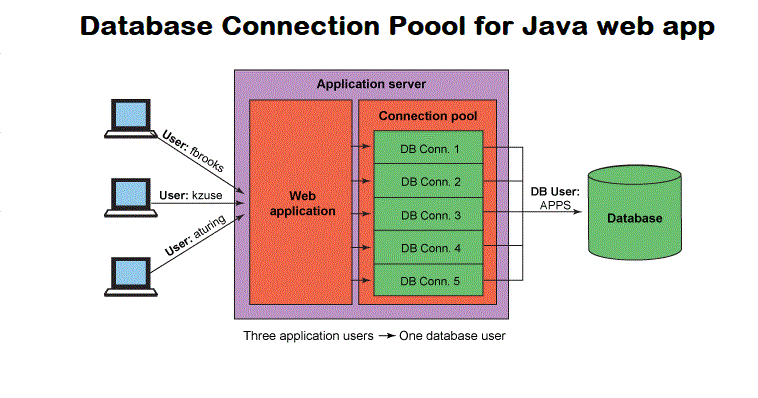 Database Connection Poool for Java web app
Application server
Connection pool
User: fbrooks
User: kzuse
User: aturing
Web
application
DB Conn. 1
DB Conn. 2
DB Conn. 3
DB Conn. 4
DB Conn. 5
DB User:
APPS
Database
Three application users → One database user